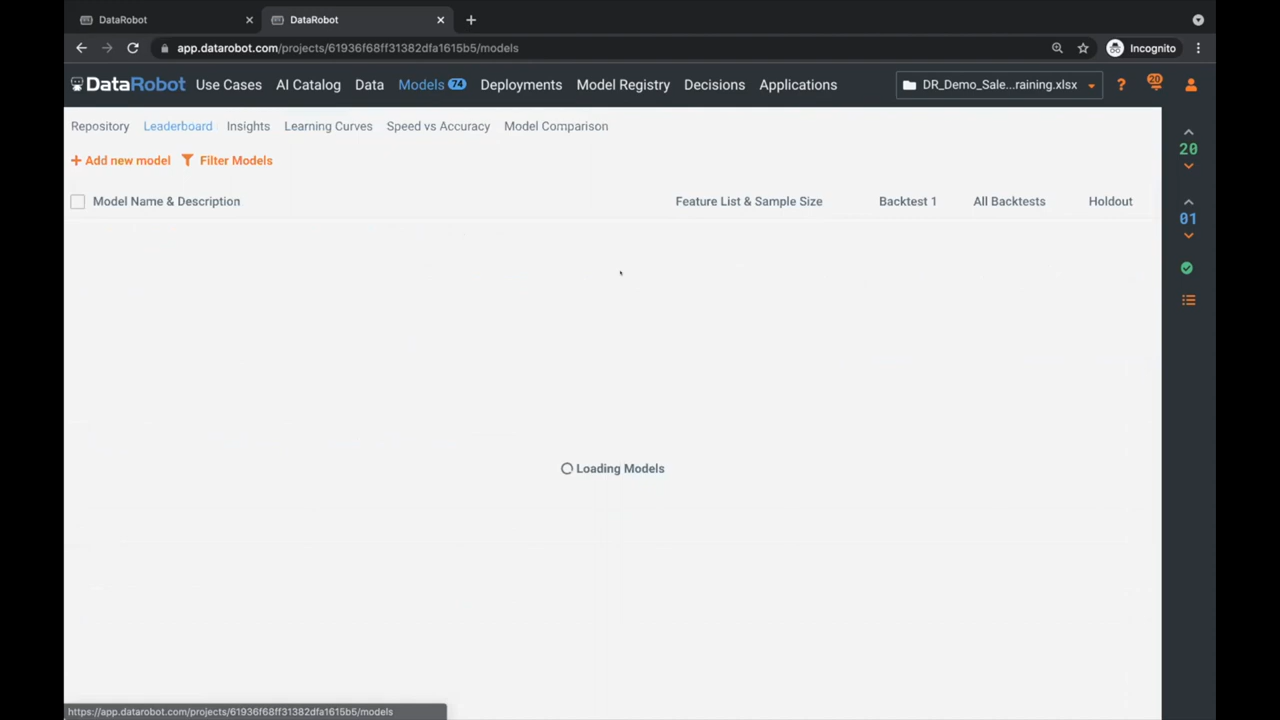 DataRobot
DataRobot
app.datarobot.com/projects/61936f68ff31382dfa1615b5/models
Incognito
DataRobot Use Cases AI Catalog Data Models 74 Deployments Model Registry Decisions Applications DR_Demo_Sale...raining.xlsx ? 20
Repository Leaderboard Insights Learning Curves Speed vs Accuracy Model Comparison
20
+ Add new model Filter Models
Model Name & Description Feature List & Sample Size Backtest 1 All Backtests Holdout
01
Loading Models
https://app.datarobot.com/projects/61936f68ff31382dfa1615b5/models